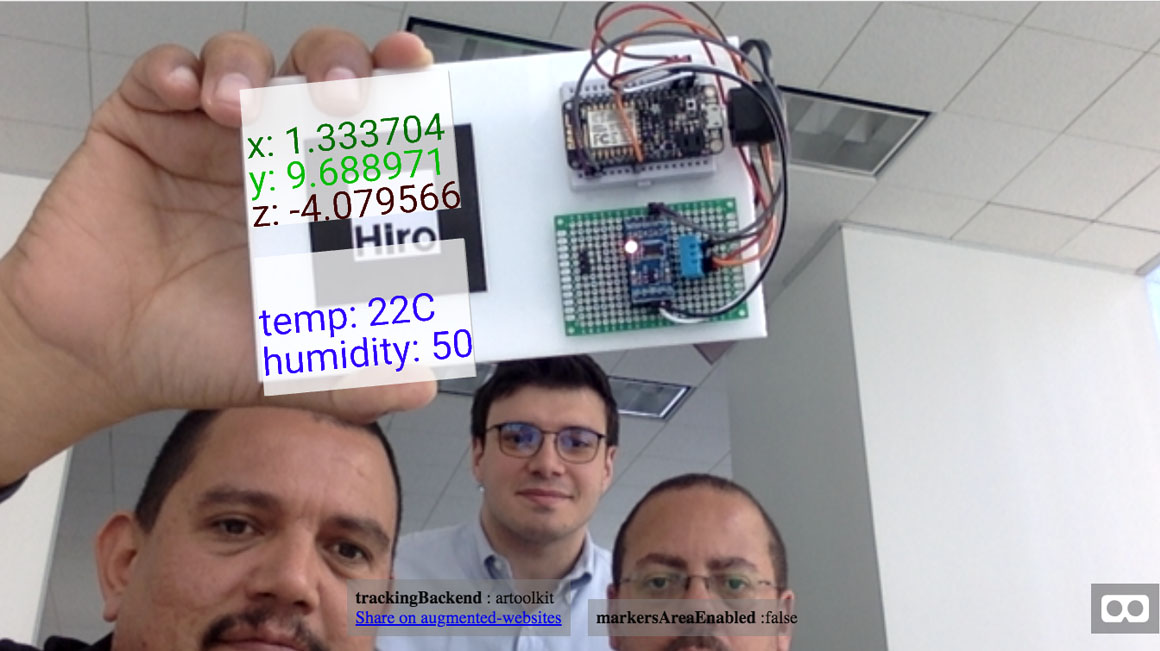 x: 1.333704
y: 9.688971
z: -4.079566
Hiro
temp: 22C
humidity: 50
trackingBackend : artoolkit
Share on augmented-websites
markersAreaEnabled :false